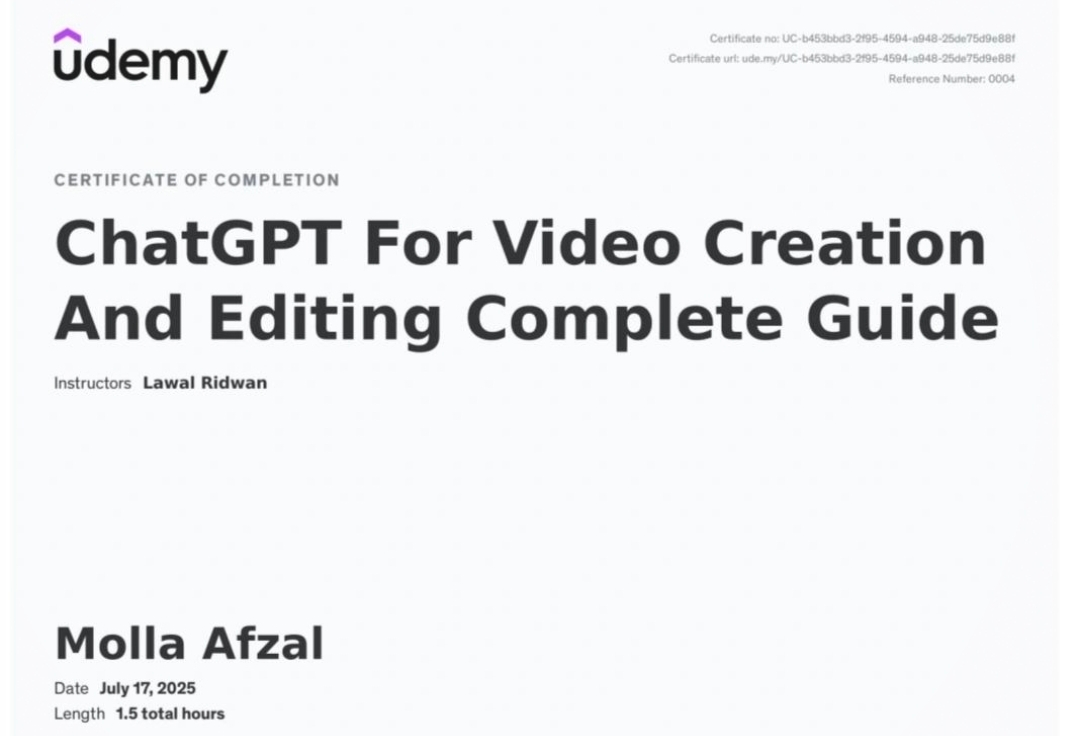 udemy
Certificate no: UC-b453bbd3-2f95-4594-a948-25de75d9e88f
Certificate url: ude.my/UC-b453bbd3-2f95-4594-a948-25de75d9e88f
Reference Number: 0004
CERTIFICATE OF COMPLETION
ChatGPT For Video Creation
And Editing Complete Guide
Instructors Lawal Ridwan
Molla Afzal
Date July 17, 2025
Length 1.5 total hours